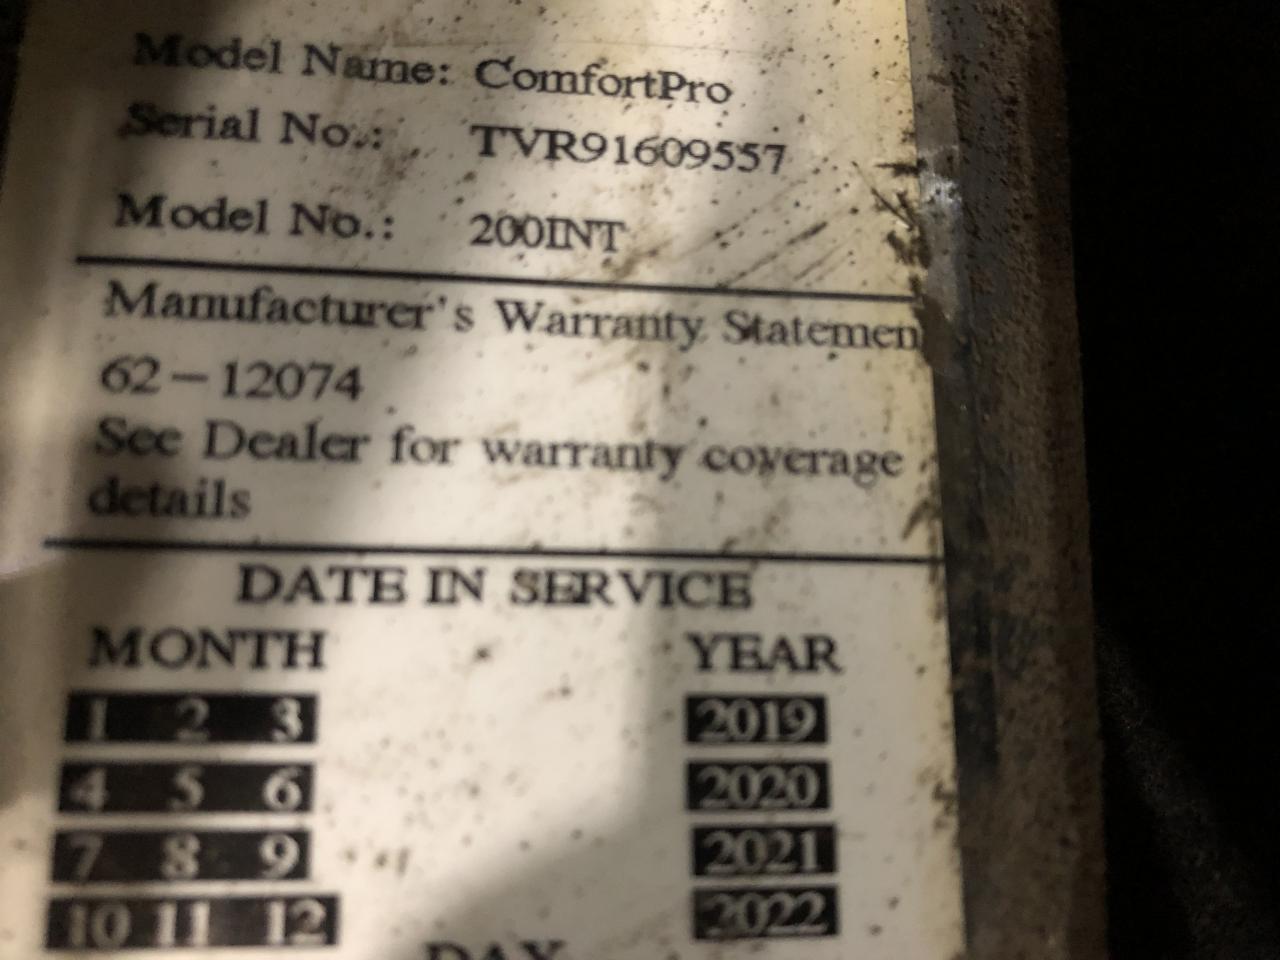 Model Name: ComfortPro
Serial No.: TVR91609557
Model No.: 200INT
Manufacturer's Warranty Statemen
62-12074
See Dealer for warranty coverage
details
DATE IN SERVICE
MONTH YEAR
1 2 3 2019
4 5 6 2020
7 8 9 2021
10 11 12 2022
DAY